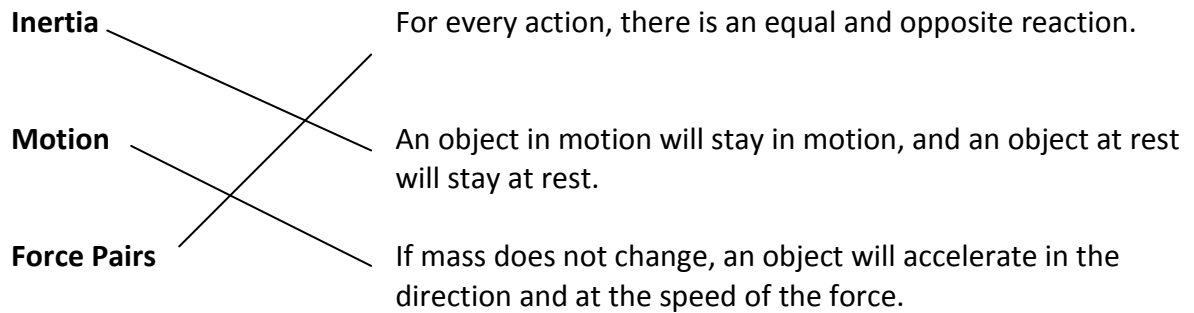 Inertia For every action, there is an equal and opposite reaction.
Motion An object in motion will stay in motion, and an object at rest
will stay at rest.
Force Pairs If mass does not change, an object will accelerate in the
direction and at the speed of the force.